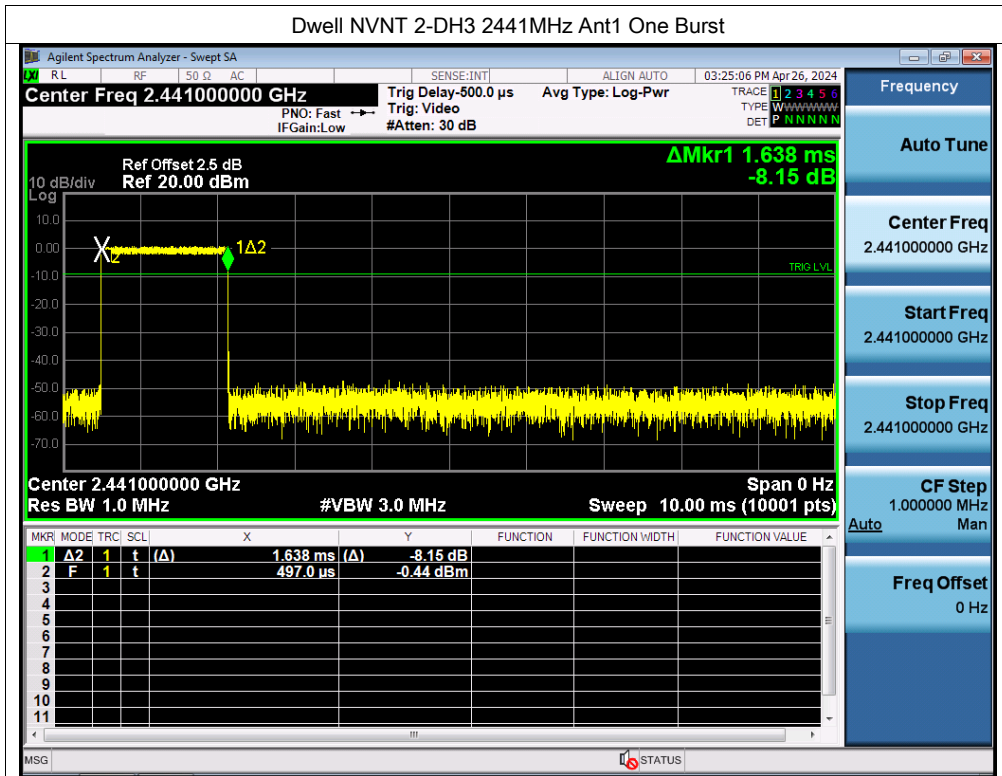 Dwell NVNT 2-DH3 2441MHz Ant1 One Burst
Agilent Spectrum Analyzer - Swept SA
LXI RL RF 50 Ω AC SENSE:INT ALIGN AUTO 03:25:06 PM Apr 26, 2024
Center Freq 2.441000000 GHz Trig Delay-500.0 µs Avg Type: Log-Pwr TRACE 1 2 3 4 5 6
PNO: Fast Trig: Video TYPE WWWWWWW
IFGain:Low #Atten: 30 dB DET P N N N N N
Ref Offset 2.5 dB ΔMkr1 1.638 ms
10 dB/div Ref 20.00 dBm -8.15 dB
Log
10.0
0.00
-10.0
-20.0
-30.0
-40.0
-50.0
-60.0
-70.0
X2
1Δ2
TRIG LVL
Center 2.441000000 GHz Span 0 Hz
Res BW 1.0 MHz #VBW 3.0 MHz Sweep 10.00 ms (10001 pts)
MKR MODE TRC SCL X Y FUNCTION FUNCTION WIDTH FUNCTION VALUE
1 Δ2 1 t (Δ) 1.638 ms (Δ) -8.15 dB
2 F 1 t 497.0 µs -0.44 dBm
3
4
5
6
7
8
9
10
11
MSG STATUS
Frequency
Auto Tune
Center Freq
2.441000000 GHz
Start Freq
2.441000000 GHz
Stop Freq
2.441000000 GHz
CF Step
1.000000 MHz
Auto Man
Freq Offset
0 Hz